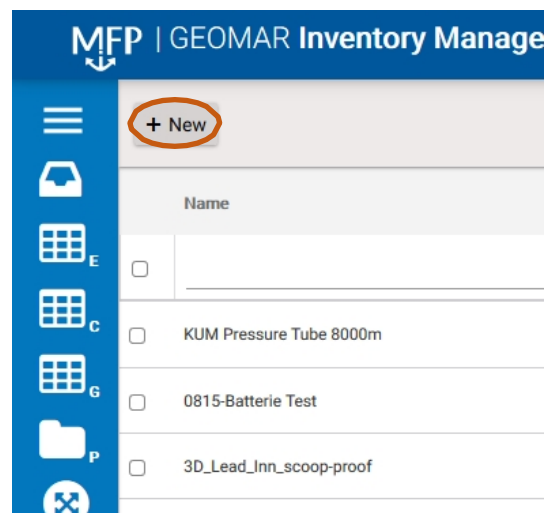 MFP | GEOMAR Inventory Manage
+ New
Name
E
C
KUM Pressure Tube 8000m
G
0815-Batterie Test
P
3D_Lead_Inn_scoop-proof